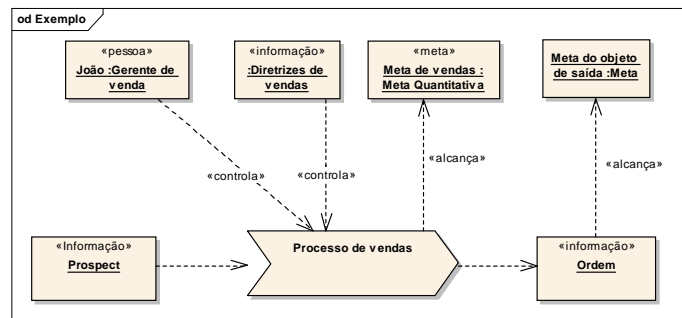 od Exemplo
«pessoa»
João :Gerente de
venda
«informação»
:Diretrizes de
vendas
«meta»
Meta de vendas :
Meta Quantitativa
Meta do objeto
de saída :Meta
«controla»
«controla»
«alcança»
«alcança»
«Informação»
Prospect
Processo de vendas
«informação»
Ordem